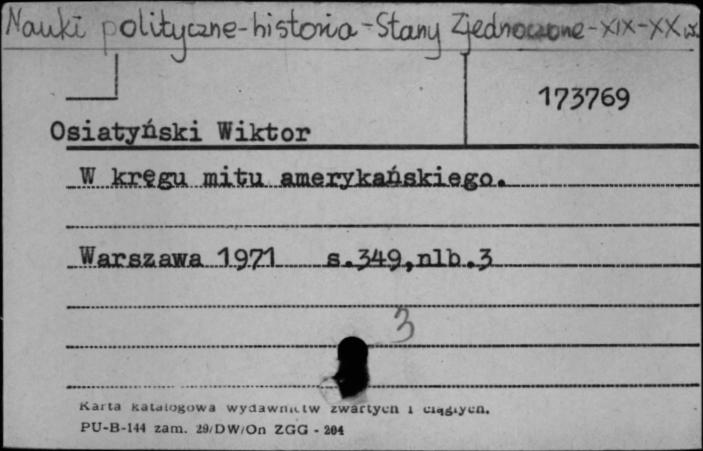 Nauki polityczne - historia - Stany Zjednoczone - XIX - XX w.
173769
Osiatyński Wiktor
W kręgu mitu amerykańskiego.
Warszawa 1971 s.349,nlb.3
3
Karta katalogowa wydawnictw zwartych i ciągłych.
PU-B-144 zam. 29/DW/On ZGG - 204